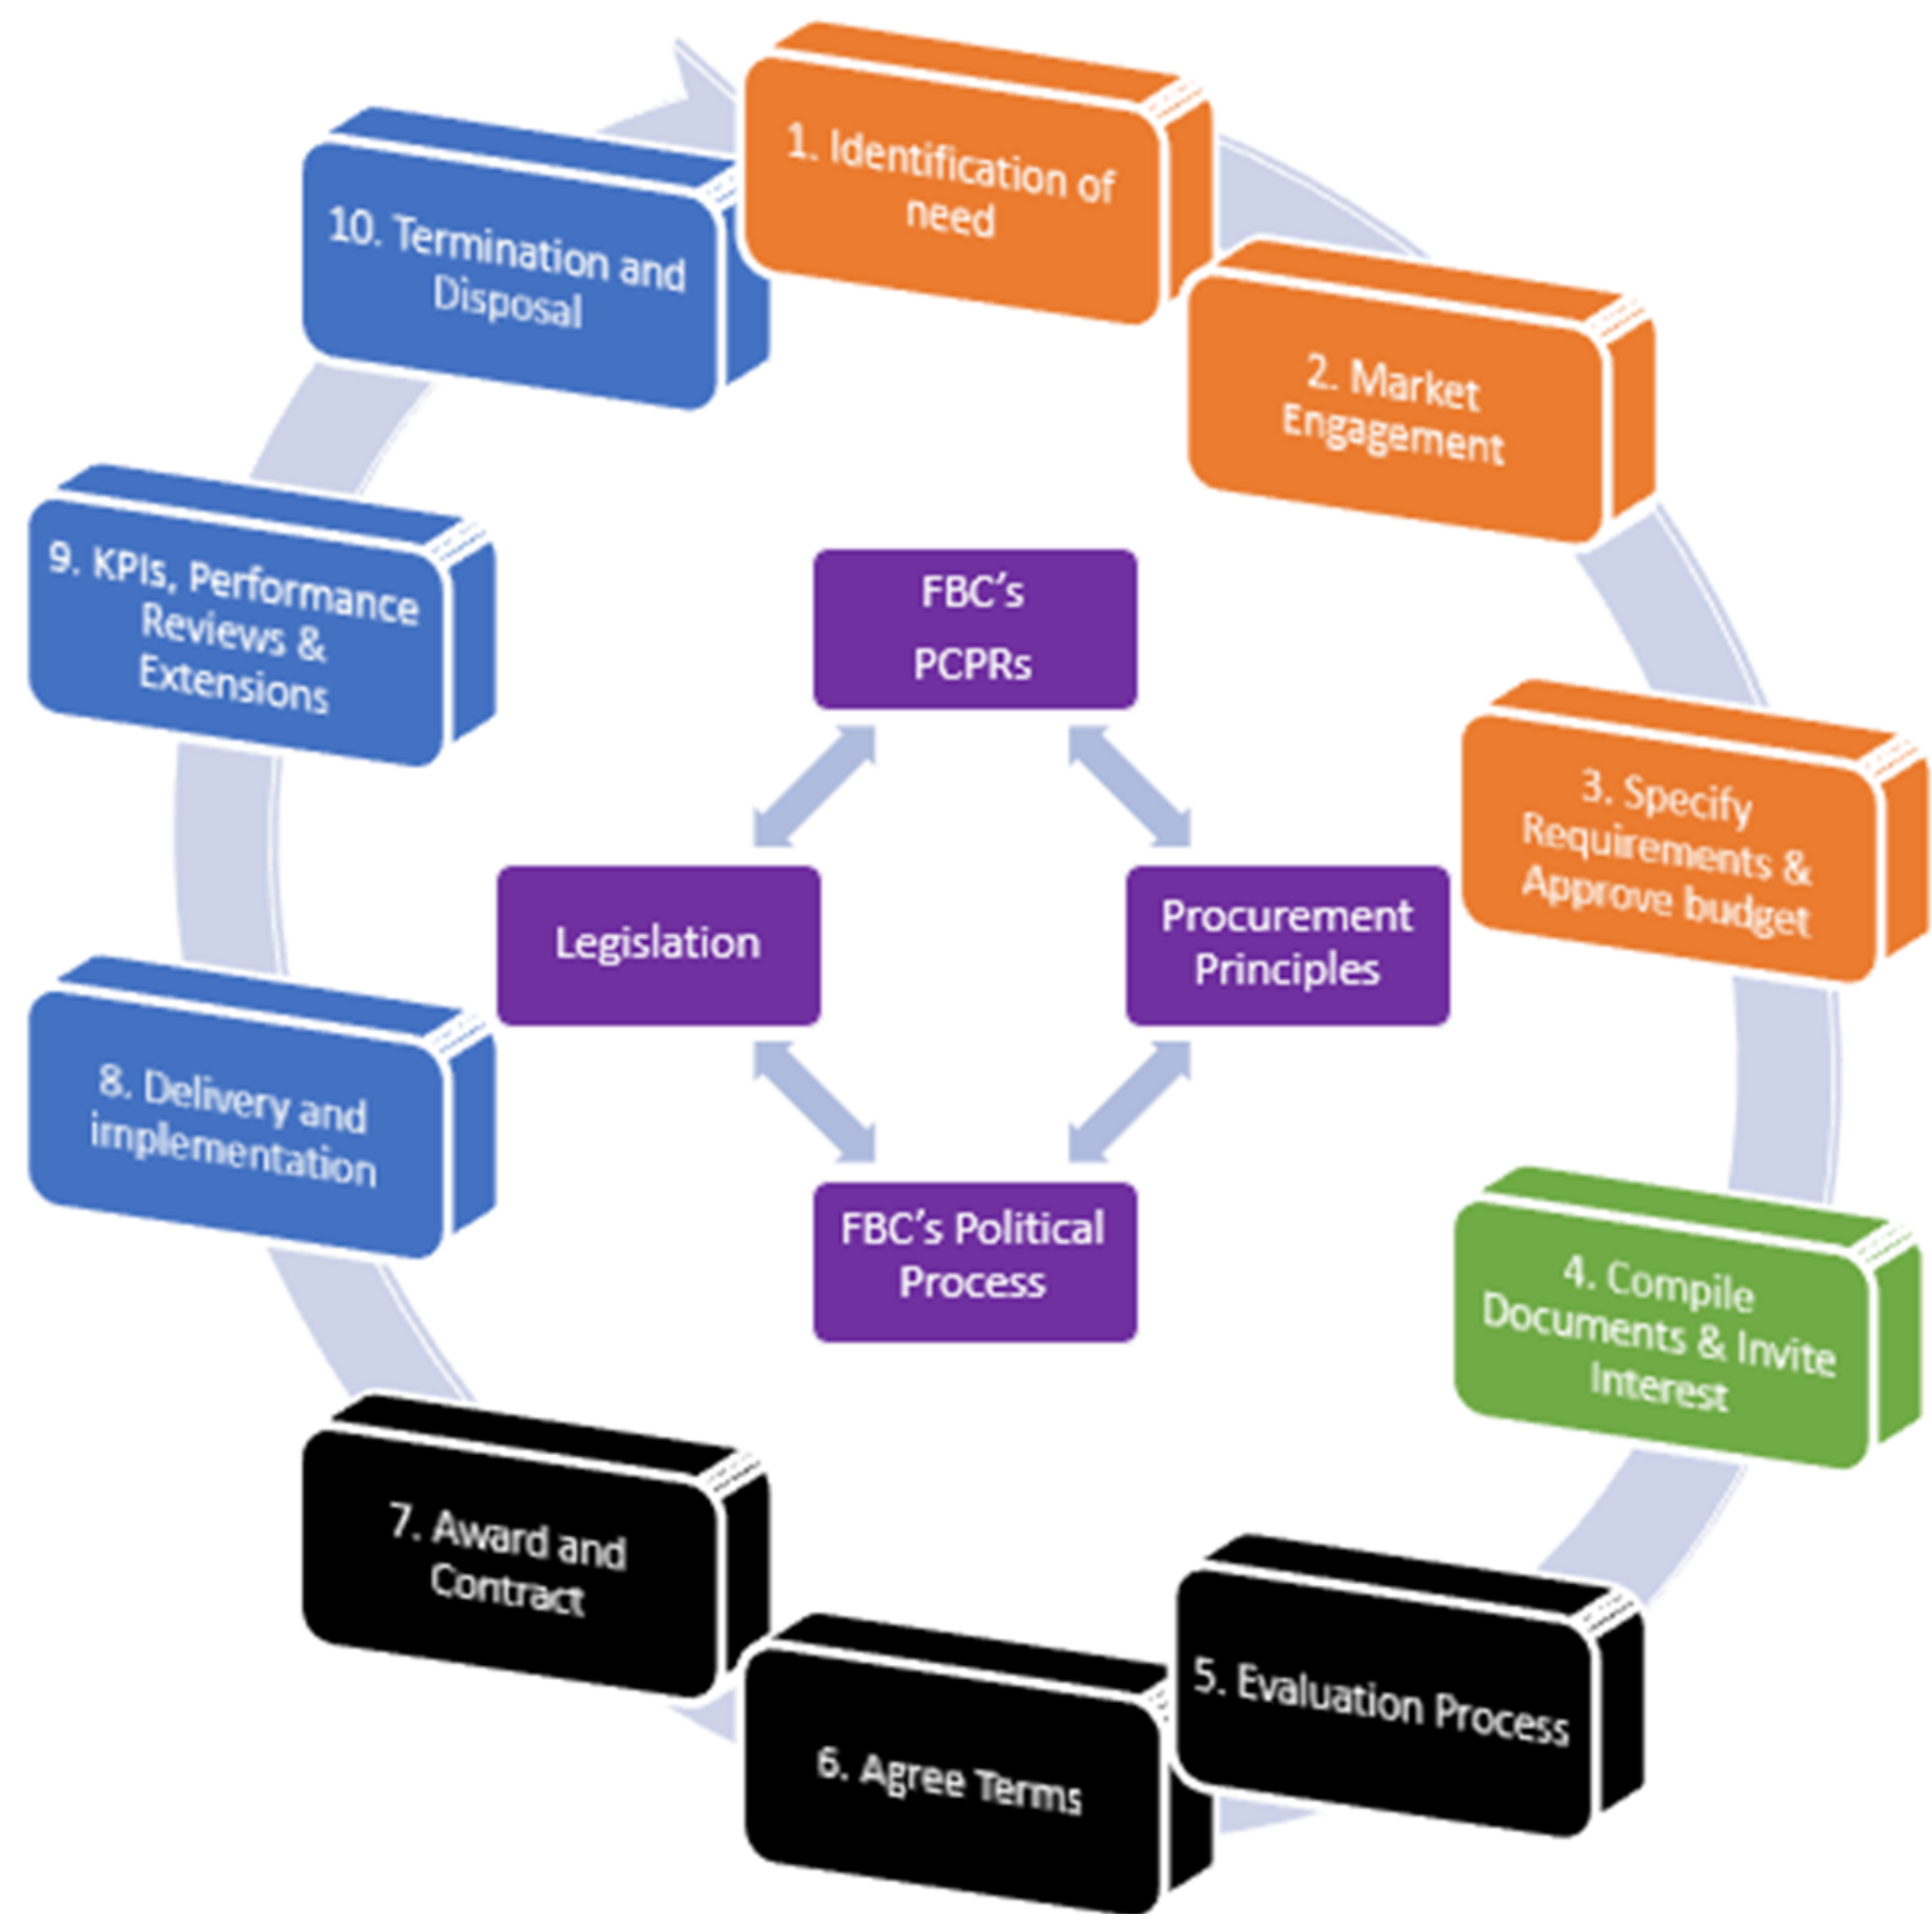 1. Identification of
need
2. Market
Engagement
3. Specify
Requirements &
Approve budget
4. Compile
Documents & Invite
Interest
5. Evaluation Process
6. Agree Terms
7. Award and
Contract
8. Delivery and
implementation
9. KPIs, Performance
Reviews &
Extensions
10. Termination and
Disposal
FBC’s
PCPRs
Procurement
Principles
FBC’s Political
Process
Legislation